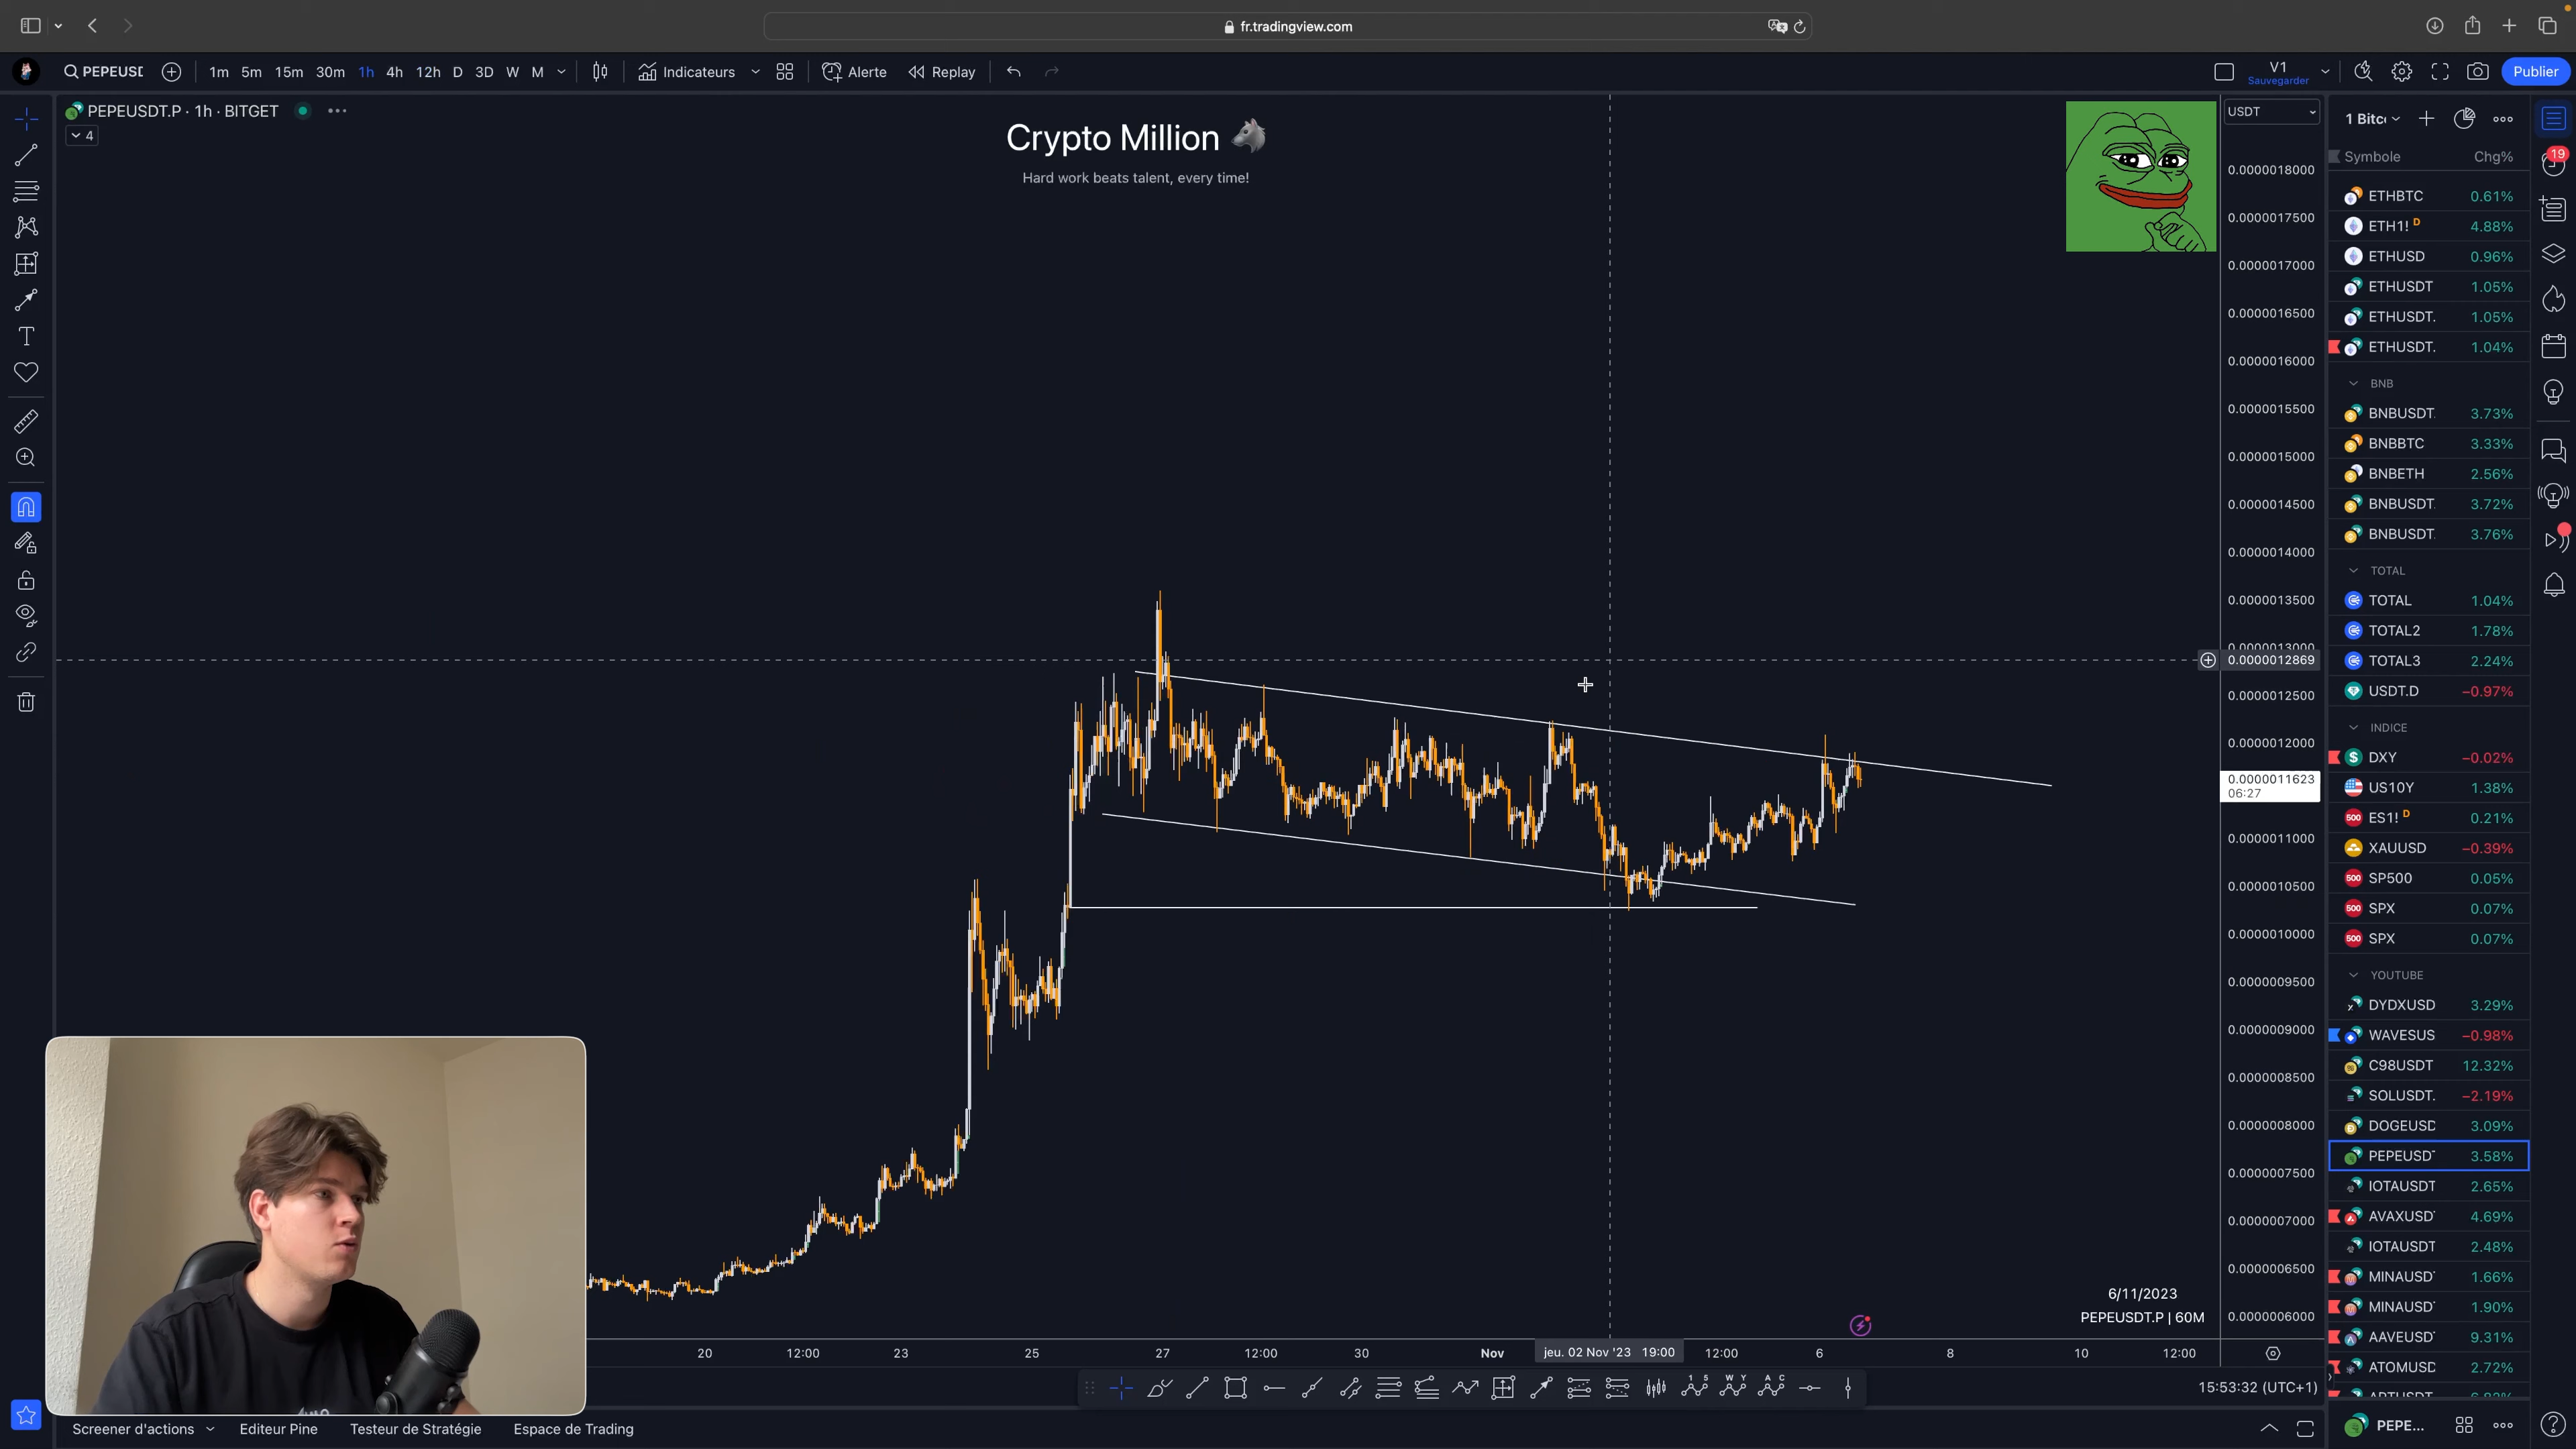 fr.tradingview.com
PEPEUSD 1m 5m 15m 30m 1h 4h 12h D 3D W M Indicateurs Alerte Replay V1 Sauvegarder Publier
PEPEUSDT.P · 1h · BITGET
4
Crypto Million
Hard work beats talent, every time!
USDT
0.0000018000
0.0000017500
0.0000017000
0.0000016500
0.0000016000
0.0000015500
0.0000015000
0.0000014500
0.0000014000
0.0000013500
0.0000013000
0.0000012869
0.0000012500
0.0000012000
0.0000011623
06:27
0.0000011000
0.0000010500
0.0000010000
0.0000009500
0.0000009000
0.0000008500
0.0000008000
0.0000007500
0.0000007000
0.0000006500
0.0000006000
6/11/2023
PEPEUSDT.P | 60M
20 12:00 23 25 27 12:00 30 Nov jeu. 02 Nov '23 19:00 12:00 6 8 10 12:00
15:53:32 (UTC+1)
Screener d'actions Editeur Pine Testeur de Stratégie Espace de Trading
1 Bitc
Symbole Chg%
ETHBTC 0.61%
ETH1! D 4.88%
ETHUSD 0.96%
ETHUSDT 1.05%
ETHUSDT. 1.05%
ETHUSDT. 1.04%
BNB
BNBUSDT 3.73%
BNBBTC 3.33%
BNBETH 2.56%
BNBUSDT 3.72%
BNBUSDT 3.76%
TOTAL
TOTAL 1.04%
TOTAL2 1.78%
TOTAL3 2.24%
USDT.D −0.97%
INDICE
DXY −0.02%
US10Y 1.38%
ES1! D 0.21%
XAUUSD −0.39%
SP500 0.05%
SPX 0.07%
SPX 0.07%
YOUTUBE
DYDXUSD 3.29%
WAVESUS −0.98%
C98USDT 12.32%
SOLUSDT. −2.19%
DOGEUSD 3.09%
PEPEUSD 3.58%
IOTAUSDT 2.65%
AVAXUSD 4.69%
IOTAUSDT 2.48%
MINAUSD 1.66%
MINAUSD 1.90%
AAVEUSD 9.31%
ATOMUSD 2.72%
PEPE...
19